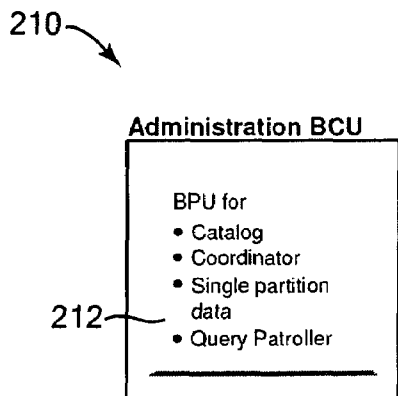 210
Administration BCU
BPU for
• Catalog
• Coordinator
• Single partition
data
212
• Query Patroller